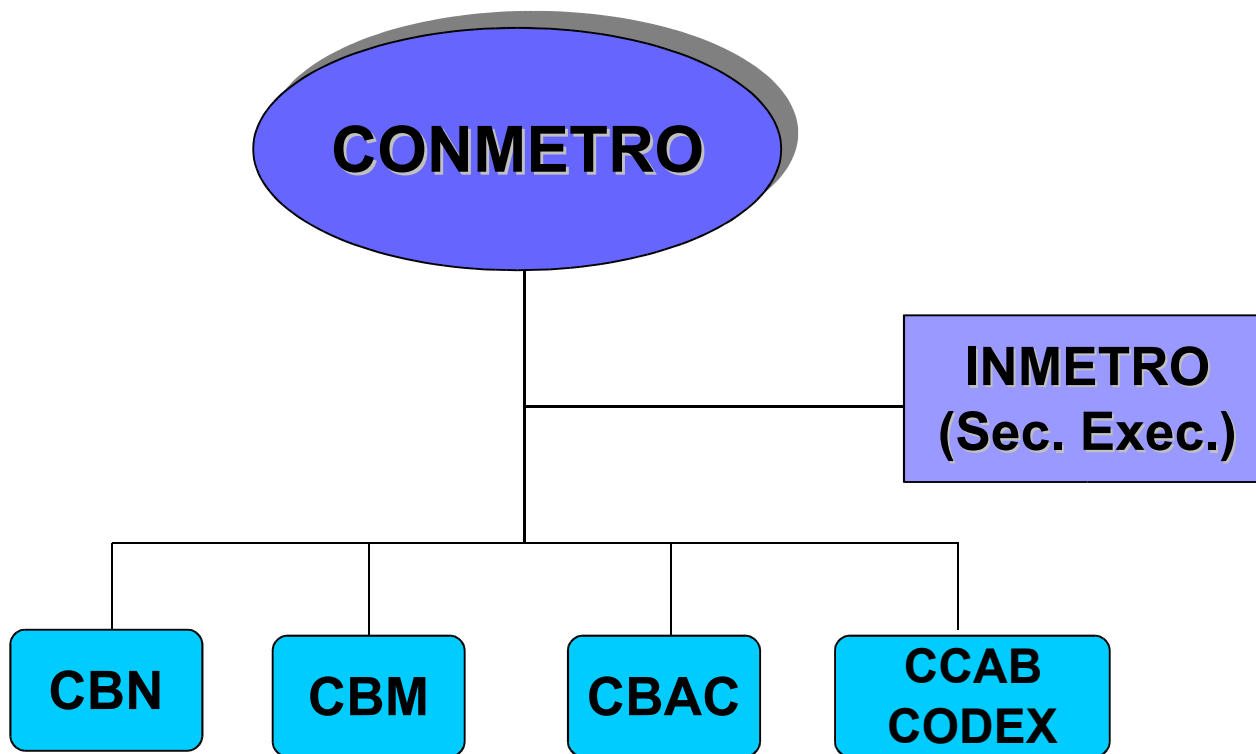 CONMETRO
INMETRO
(Sec. Exec.)
CBN
CBM
CBAC
CCAB
CODEX